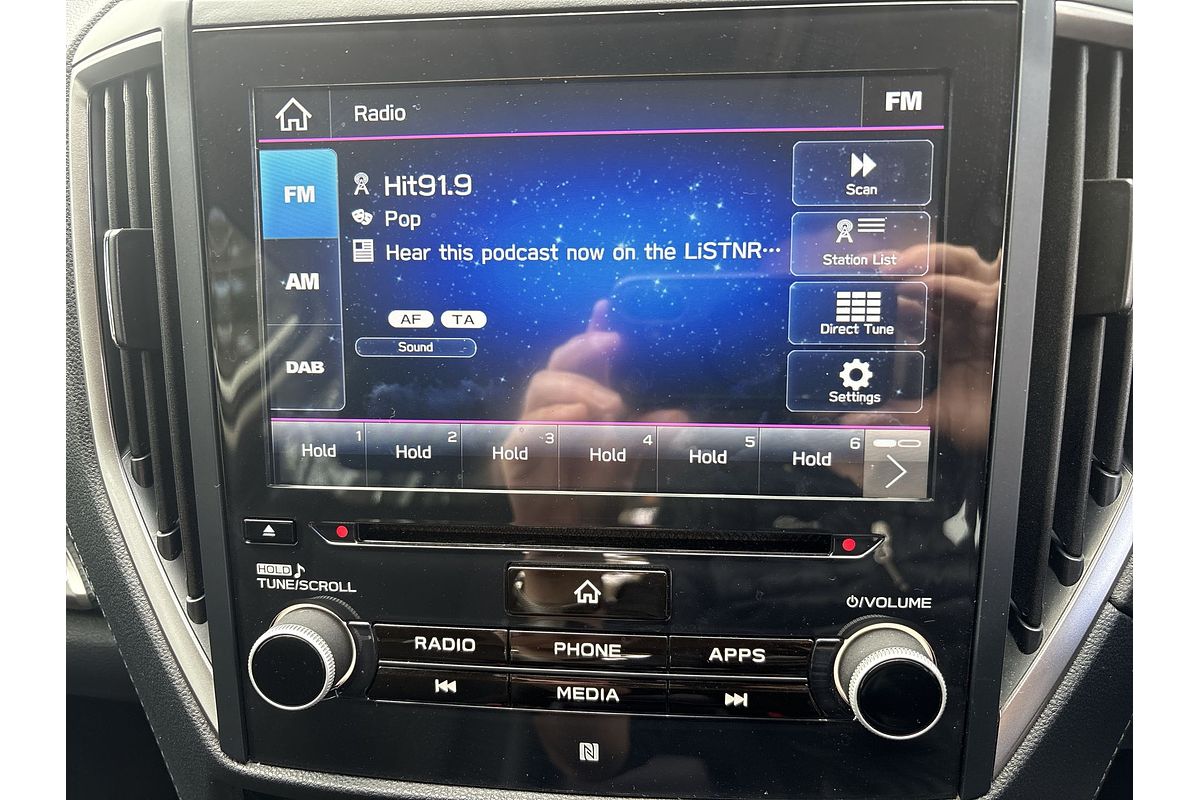 Radio
FM
FM
AM
DAB
Hit91.9
Pop
Hear this podcast now on the LiSTNR...
AF TA
Sound
Scan
Station List
Direct Tune
Settings
1 Hold
2 Hold
3 Hold
4 Hold
5 Hold
6 Hold
HOLD
TUNE/SCROLL
/VOLUME
RADIO PHONE APPS
MEDIA
N